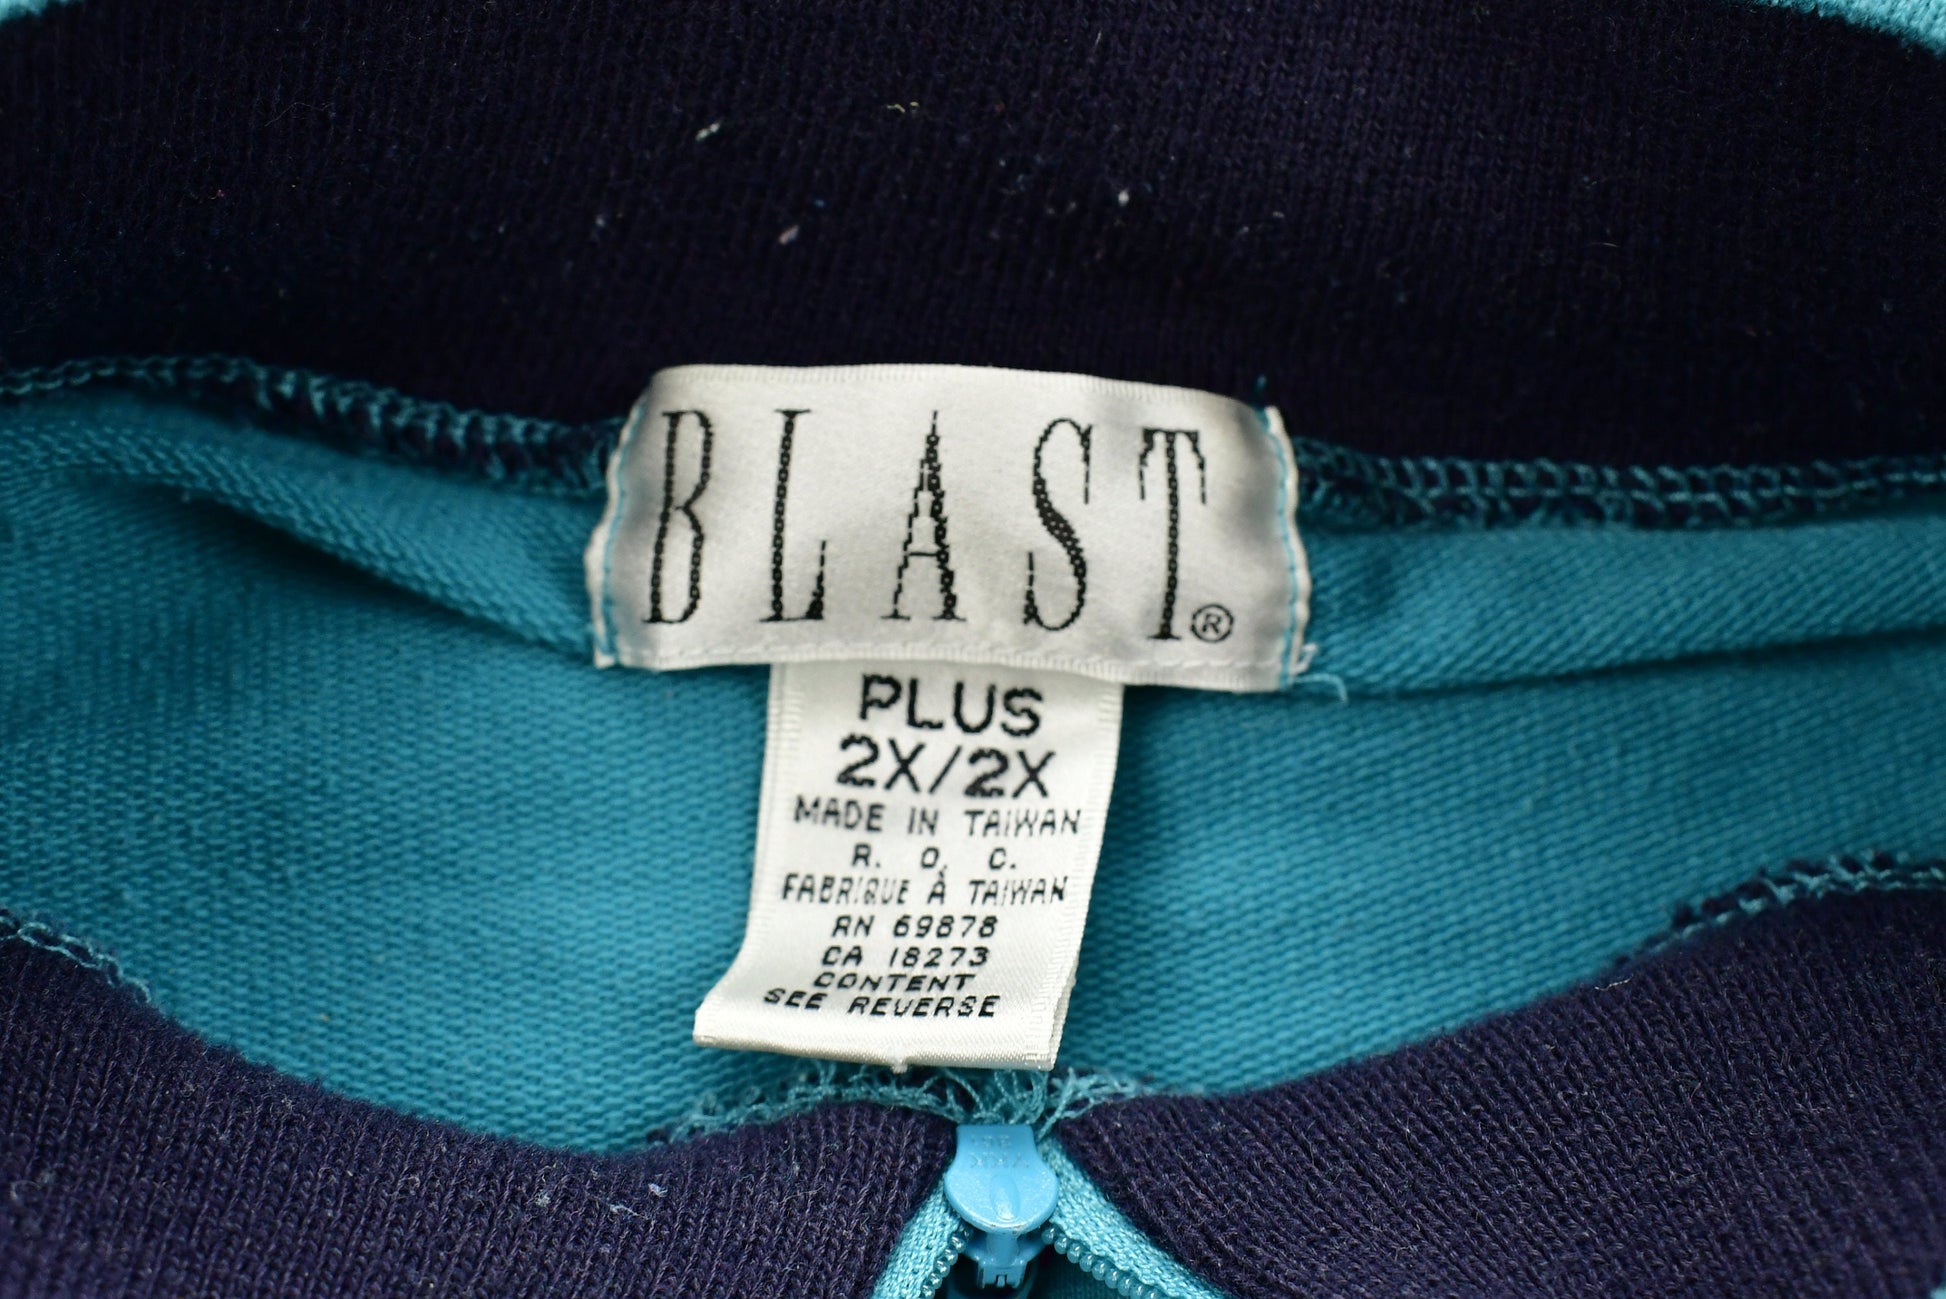 BLAST®
PLUS
2X/2X
MADE IN TAIWAN
R. O. C.
FABRIQUE À TAIWAN
RN 69878
CA 18273
CONTENT
SEE REVERSE